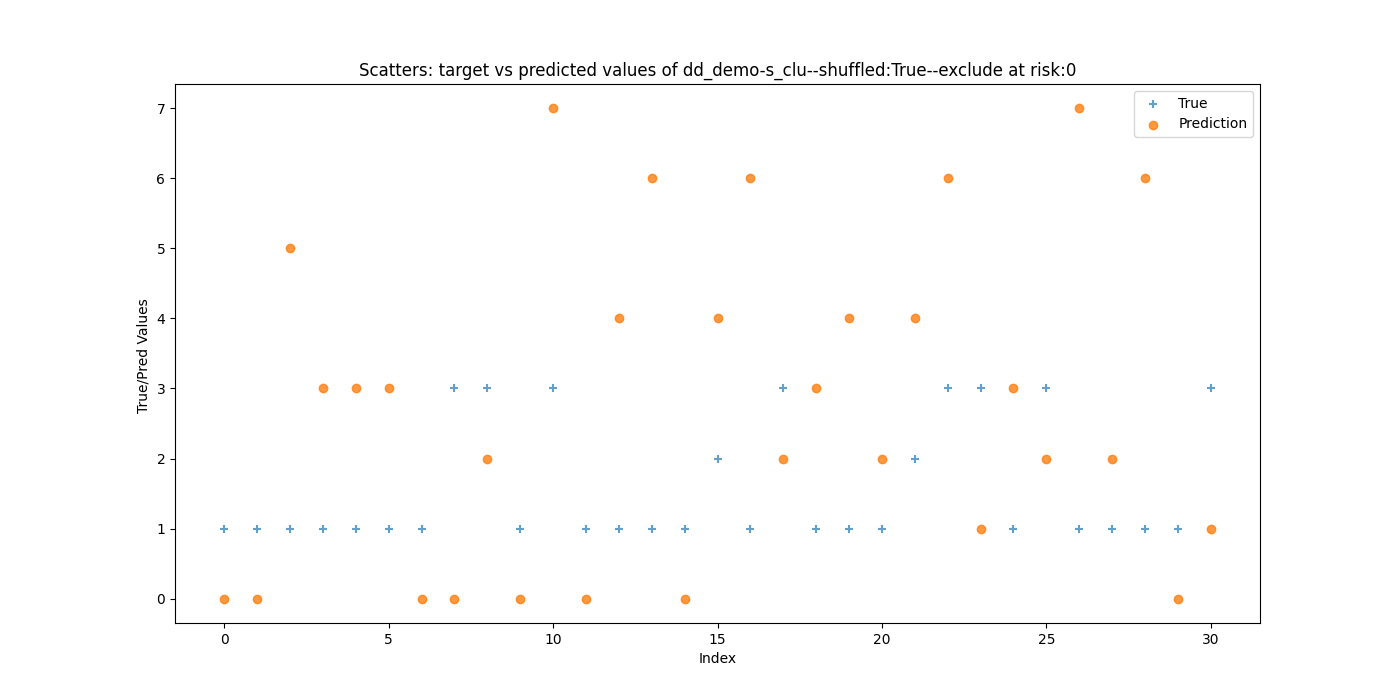 Scatters: target vs predicted values of dd_demo-s_clu--shuffled:True--exclude at risk:0
True
Prediction
True/Pred Values
7
6
5
4
3
2
1
0
0 5 10 15 20 25 30
Index